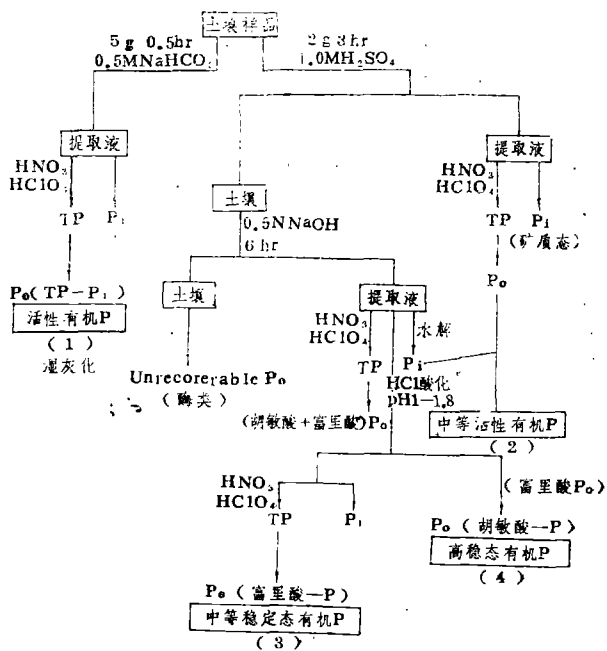 土壤样品
5g 0.5hr
0.5MNaHCO3
2g 3hr
1.0MH2SO4
提取液
HNO3
HClO
TP Pi
Po(TP-Pi)
活性有机P
(1)
湿灰化
提取液
HNO3
HClO4
TP Pi
(矿质态)
Po
土壤
0.5NNaOH
6hr
土壤
Unrecorerable Po
(酶类)
提取液
HNO3
HClO4
水解
TP Pi
HCl酸化
pH1-1.8
(胡敏酸+富里酸)Po
中等活性有机P
(2)
HNO3
HClO4
TP Pi
Po(富里酸—P)
中等稳定态有机P
(3)
(富里酸Po)
Po(胡敏酸—P)
高稳态有机P
(4)